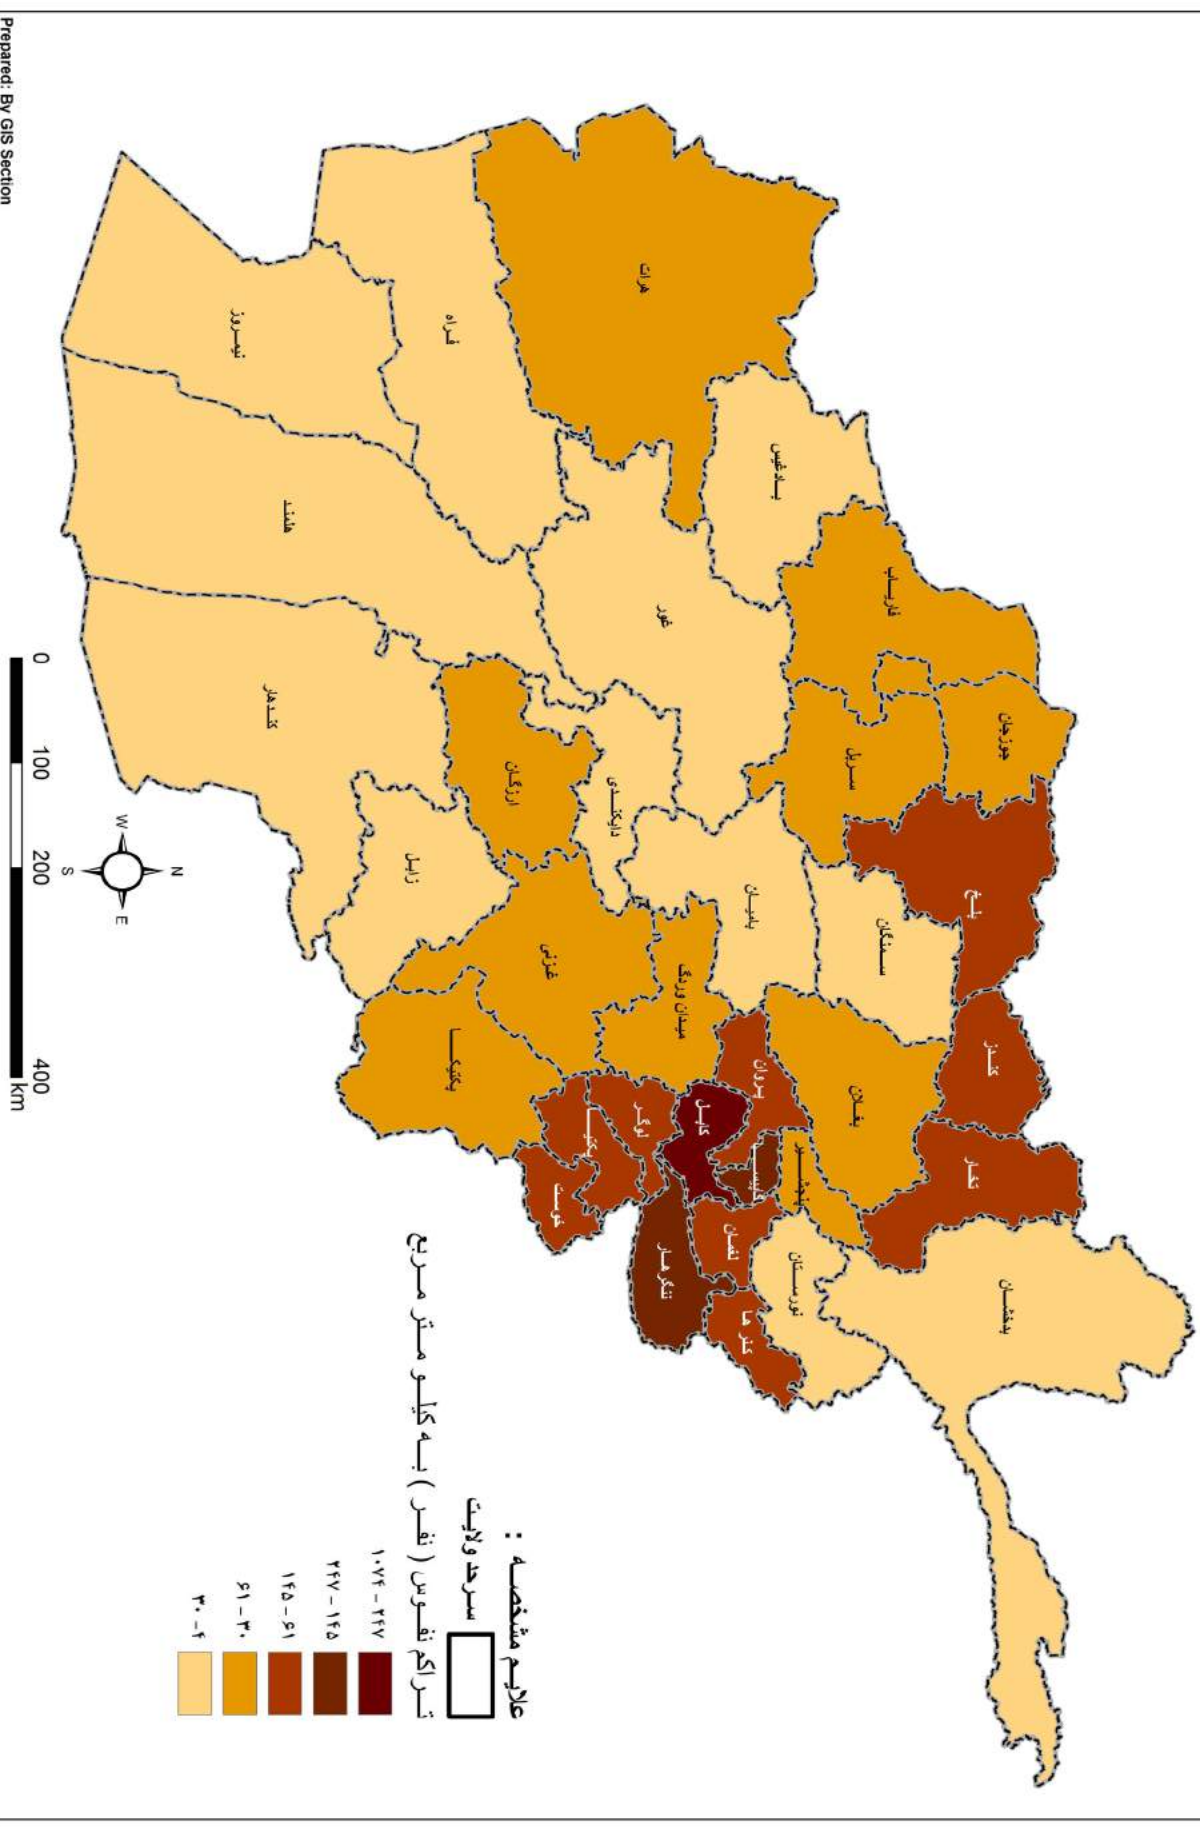 علایم مشخصه :
سرحد ولایت
تراکم نفوس ( نفر ) به کیلو متر مربع
۱۰۷۴ - ۲۴۷
۲۴۷ - ۱۴۵
۱۴۵ - ۶۱
۶۱ - ۳۰
۳۰ - ۴
بدخشان
تخار
کندز
بلخ
جوزجان
فاریاب
سرپل
سمنگان
بغلان
پنجشیر
نورستان
کنرها
لغمان
کاپیسا
پروان
کابل
ننگرهار
لوگر
پکتیا
خوست
پکتیکا
میدان وردگ
بامیان
غزنی
دایکندی
ارزگان
زابل
کندهار
هلمند
نیمروز
فراه
هرات
بادغیس
غور
N
W
E
S
0 100 200 400
km
Prepared: By GIS Section